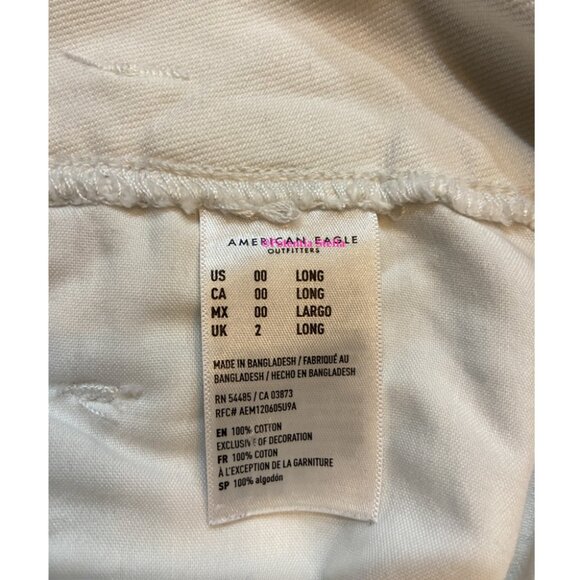 AMERICAN EAGLE
OUTFITTERS
US 00 LONG
CA 00 LONG
MX 00 LARGO
UK 2 LONG
MADE IN BANGLADESH / FABRIQUÉ AU
BANGLADESH / HECHO EN BANGLADESH
RN 54485 / CA 03873
RFC# AEM120605U9A
EN 100% COTTON
EXCLUSIVE OF DECORATION
FR 100% COTON
À L'EXCEPTION DE LA GARNITURE
SP 100% algodón